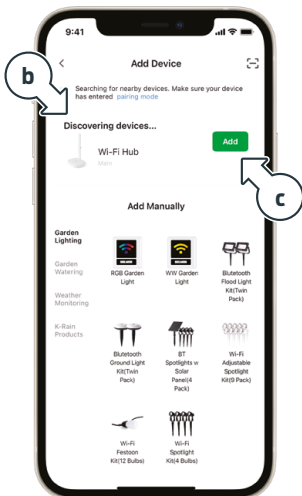 9:41
b
Add Device
Searching for nearby devices. Make sure your device
has entered pairing mode
Discovering devices...
Wi-Fi Hub
Main
Add
c
Add Manually
Garden
Lighting
Garden
Watering
Weather
Monitoring
K-Rain
Products
RGB Garden
Light
WW Garden
Light
Blutetooth
Flood Light
Kit(Twin
Pack)
Blutetooth
Ground Light
Kit(Twin
Pack)
BT
Spotlights w
Solar
Panel(4
Pack)
Wi-Fi
Adjustable
Spotlight
Kit(9 Pack)
Wi-Fi
Festoon
Kit(12 Bulbs)
Wi-Fi
Spotlight
Kit(4 Bulbs)